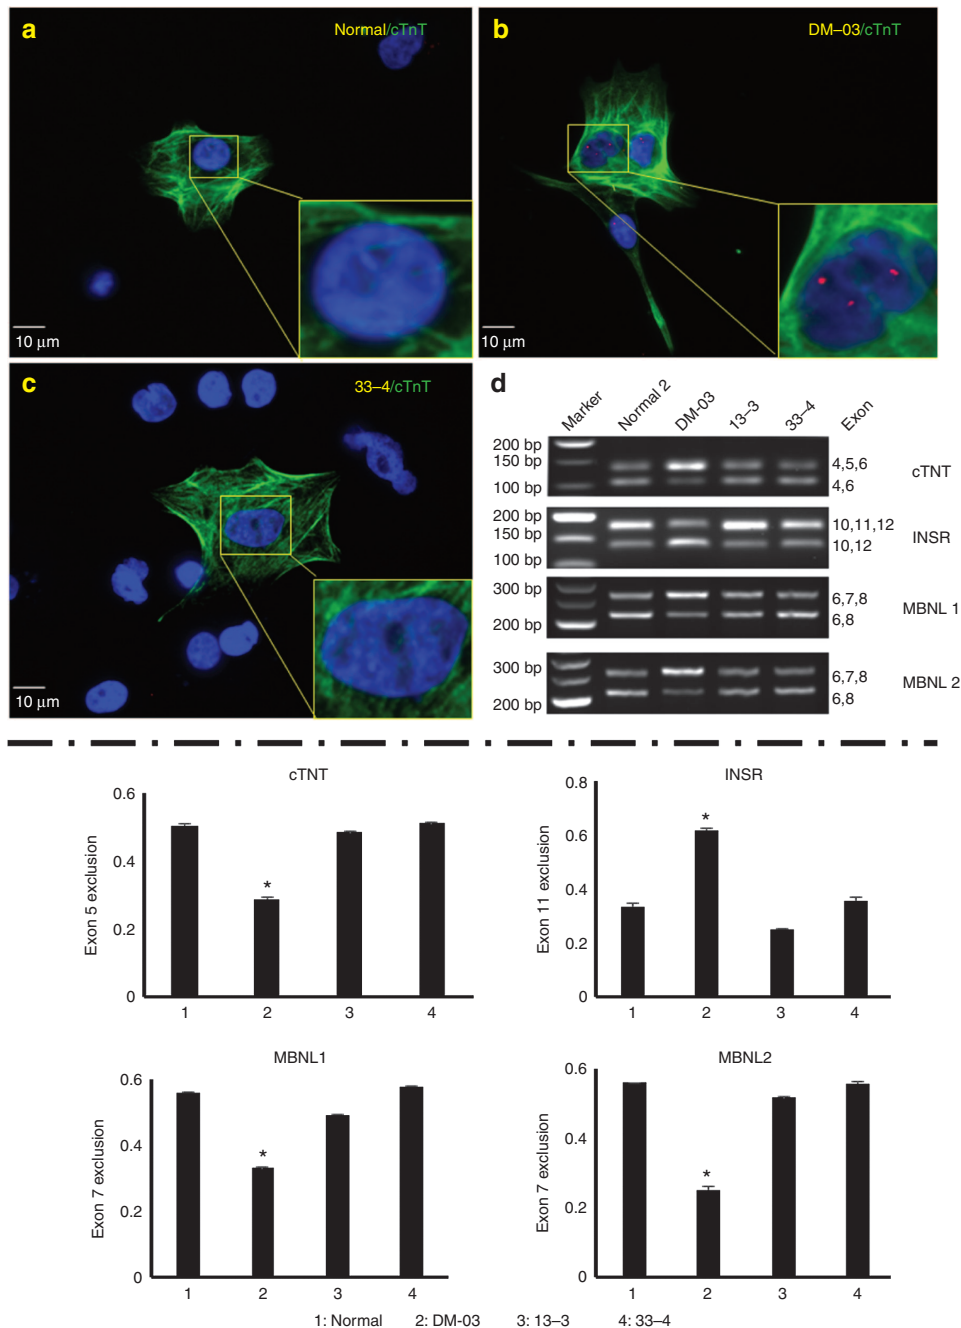 a
Normal/cTnT
10 µm
b
DM–03/cTnT
10 µm
c
33–4/cTnT
10 µm
d
Marker
Normal 2
DM-03
13–3
33–4
Exon
200 bp
150 bp
100 bp
4,5,6
4,6
cTNT
200 bp
150 bp
100 bp
10,11,12
10,12
INSR
300 bp
200 bp
6,7,8
6,8
MBNL 1
300 bp
200 bp
6,7,8
6,8
MBNL 2
cTNT
Exon 5 exclusion
0.6
0.4
0.2
0
*
1 2 3 4
INSR
Exon 11 exclusion
0.8
0.6
0.4
0.2
0
*
1 2 3 4
MBNL1
Exon 7 exclusion
0.6
0.4
0.2
0
*
1 2 3 4
MBNL2
Exon 7 exclusion
0.6
0.4
0.2
0
*
1 2 3 4
1: Normal 2: DM-03 3: 13–3 4: 33–4